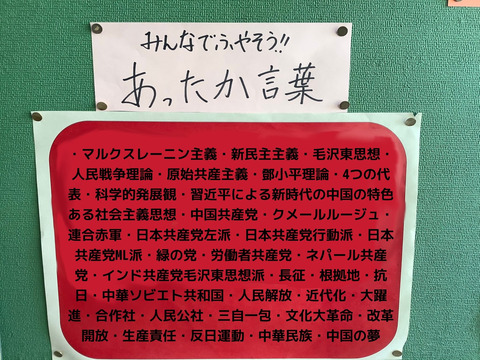 みんなでふやそう!!
あったか言葉
・マルクスレーニン主義・新民主主義・毛沢東思想・
人民戦争理論・原始共産主義・鄧小平理論・4つの代
表・科学的発展観・習近平による新時代の中国の特色
ある社会主義思想・中国共産党・クメールルージュ・
連合赤軍・日本共産党左派・日本共産党行動派・日本
共産党ML派・緑の党・労働者共産党・ネパール共産
党・インド共産党毛沢東思想派・長征・根拠地・抗
日・中華ソビエト共和国・人民解放・近代化・大躍
進・合作社・人民公社・三自一包・文化大革命・改革
開放・生産責任・反日運動・中華民族・中国の夢